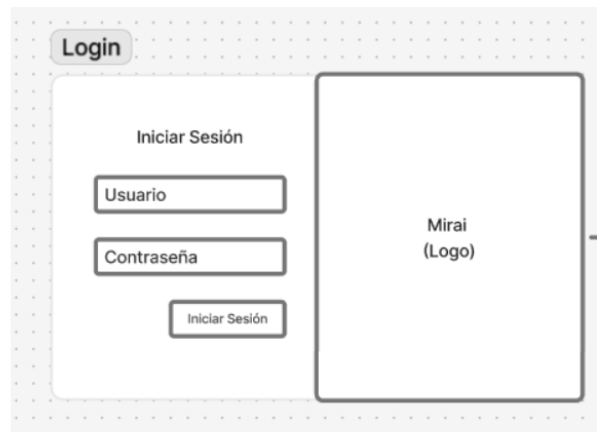 Login
Iniciar Sesión
Usuario
Contraseña
Iniciar Sesión
Mirai
(Logo)